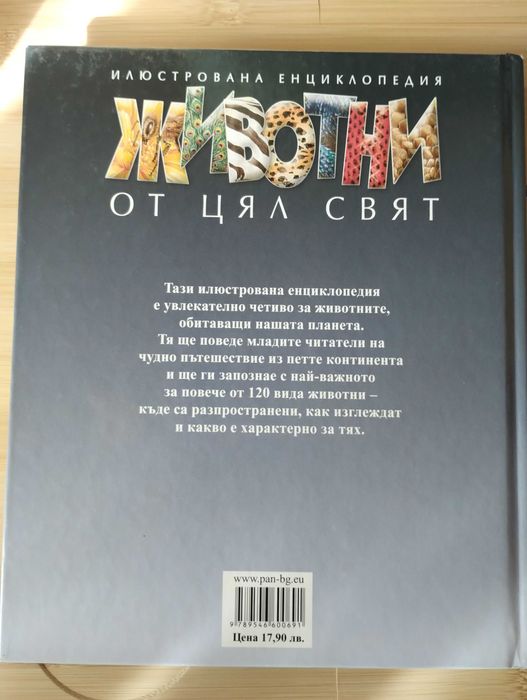 ИЛЮСТРОВАНА ЕНЦИКЛОПЕДИЯ
ЖИВОТНИ
ОТ ЦЯЛ СВЯТ
Тази илюстрована енциклопедия
е увлекателно четиво за животните,
обитаващи нашата планета.
Тя ще поведе младите читатели на
чудно пътешествие из петте континента
и ще ги запознае с най-важното
за повече от 120 вида животни –
къде са разпространени, как изглеждат
и какво е характерно за тях.
www.pan-bg.eu
9789546600691
Цена 17,90 лв.